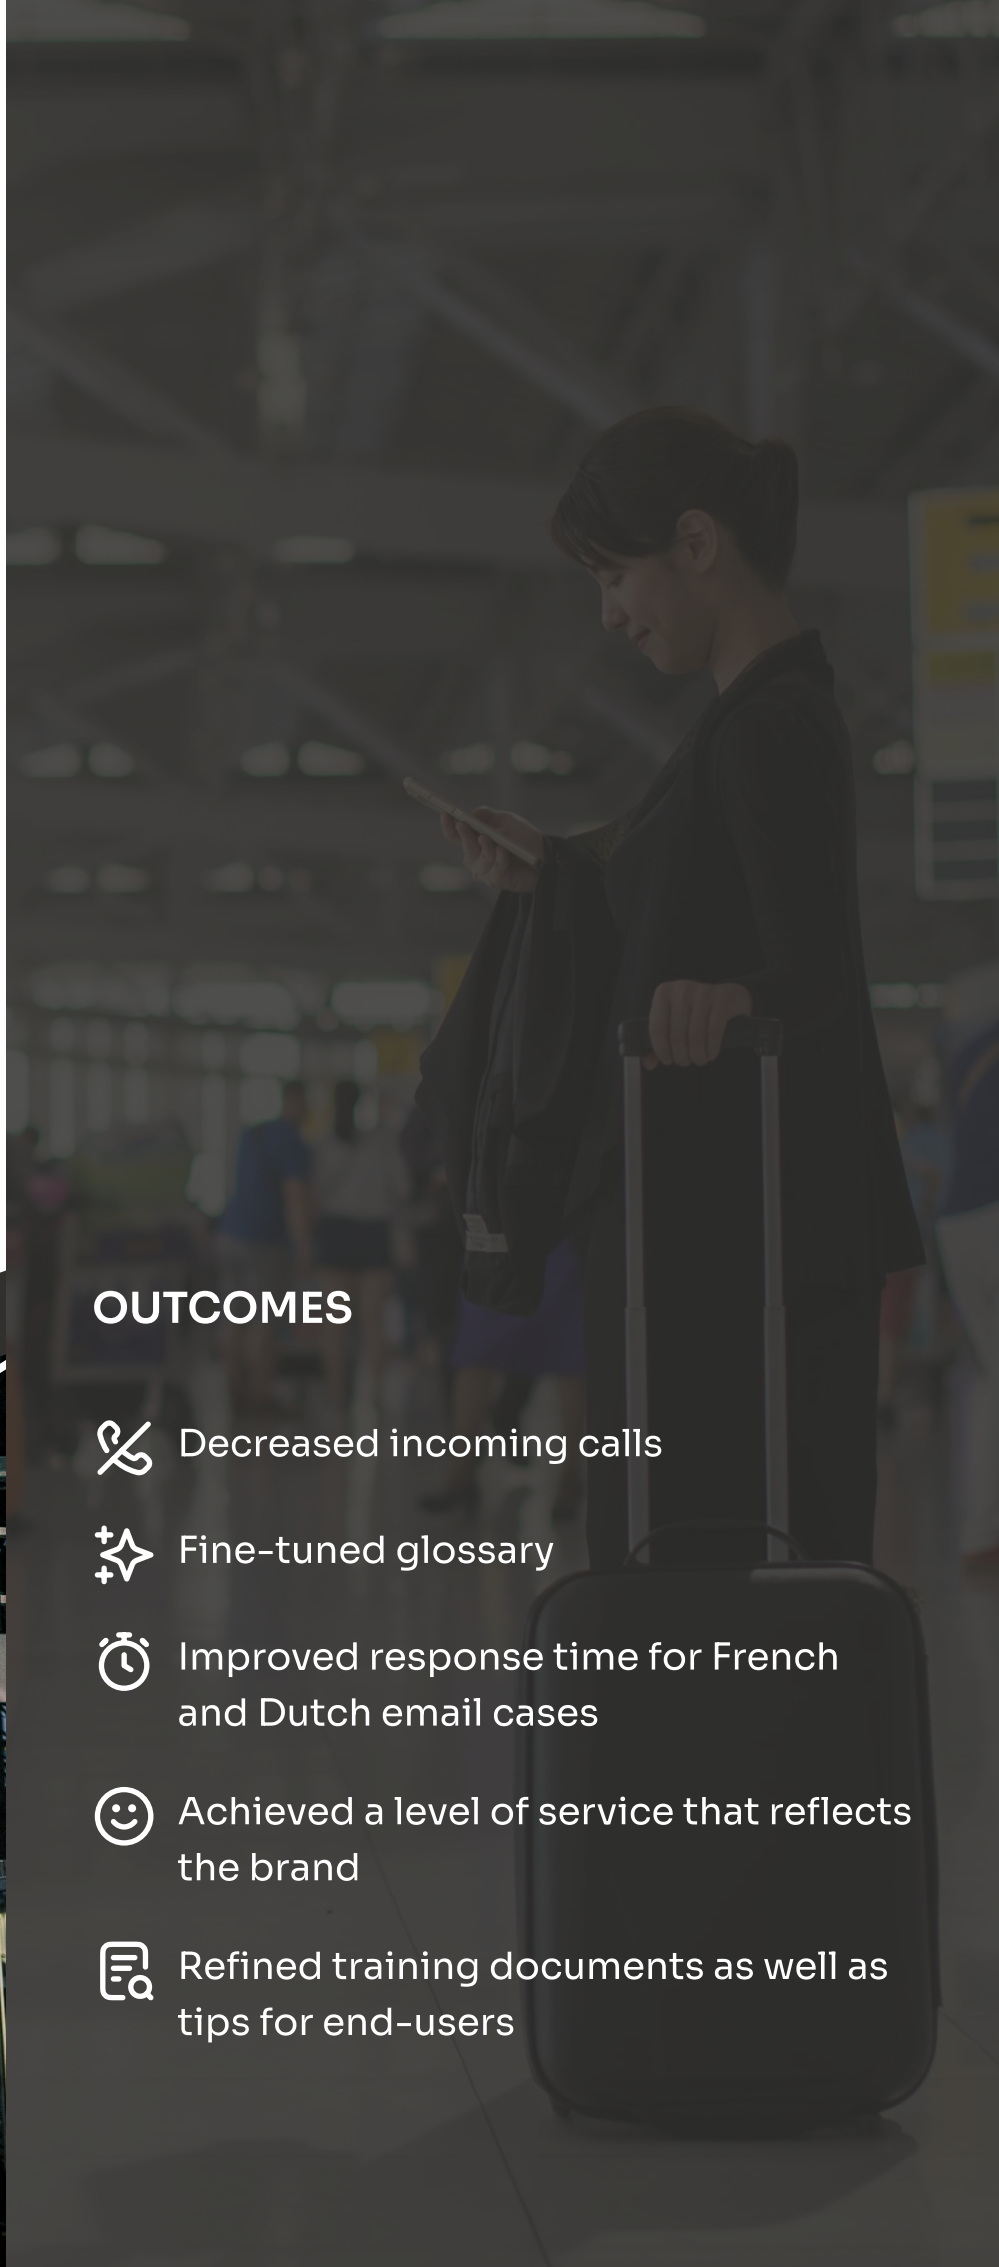 OUTCOMES
Decreased incoming calls
Fine-tuned glossary
Improved response time for French
and Dutch email cases
Achieved a level of service that reflects
the brand
Refined training documents as well as
tips for end-users